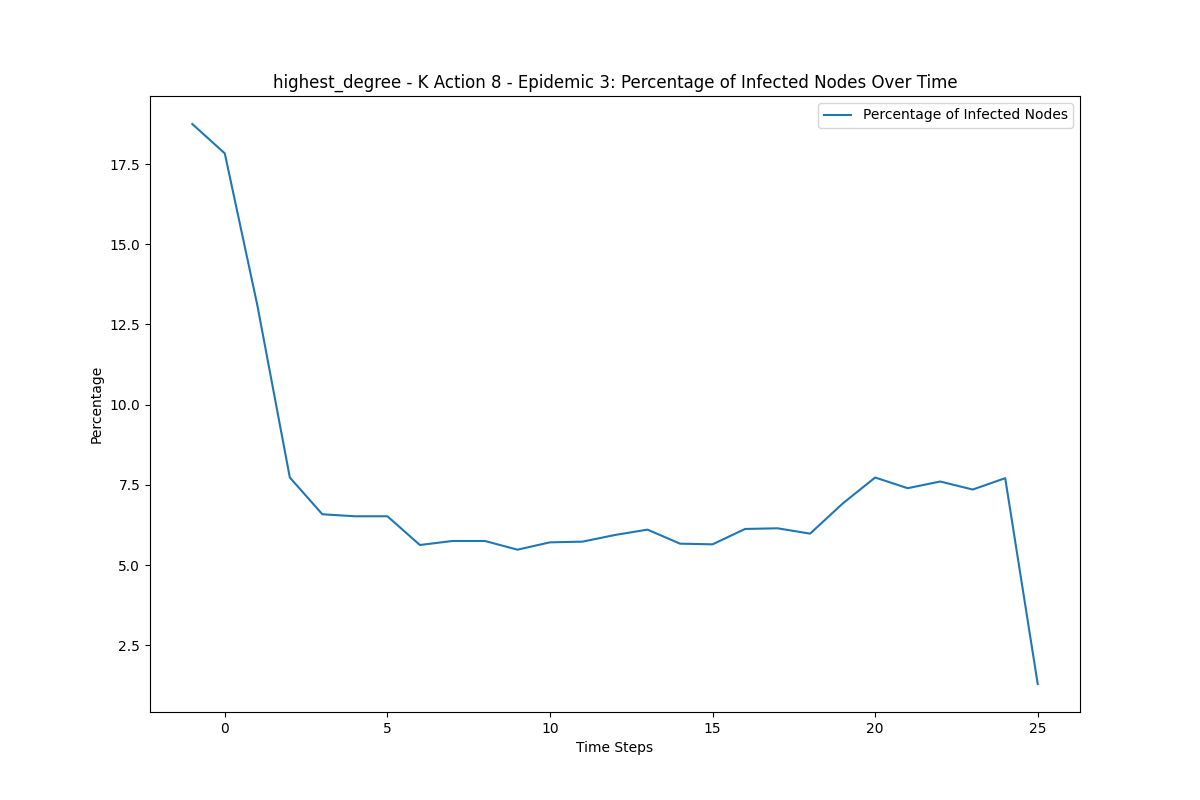 highest_degree - K Action 8 - Epidemic 3: Percentage of Infected Nodes Over Time
Percentage of Infected Nodes
17.5
15.0
12.5
10.0
7.5
5.0
2.5
Percentage
0 5 10 15 20 25
Time Steps